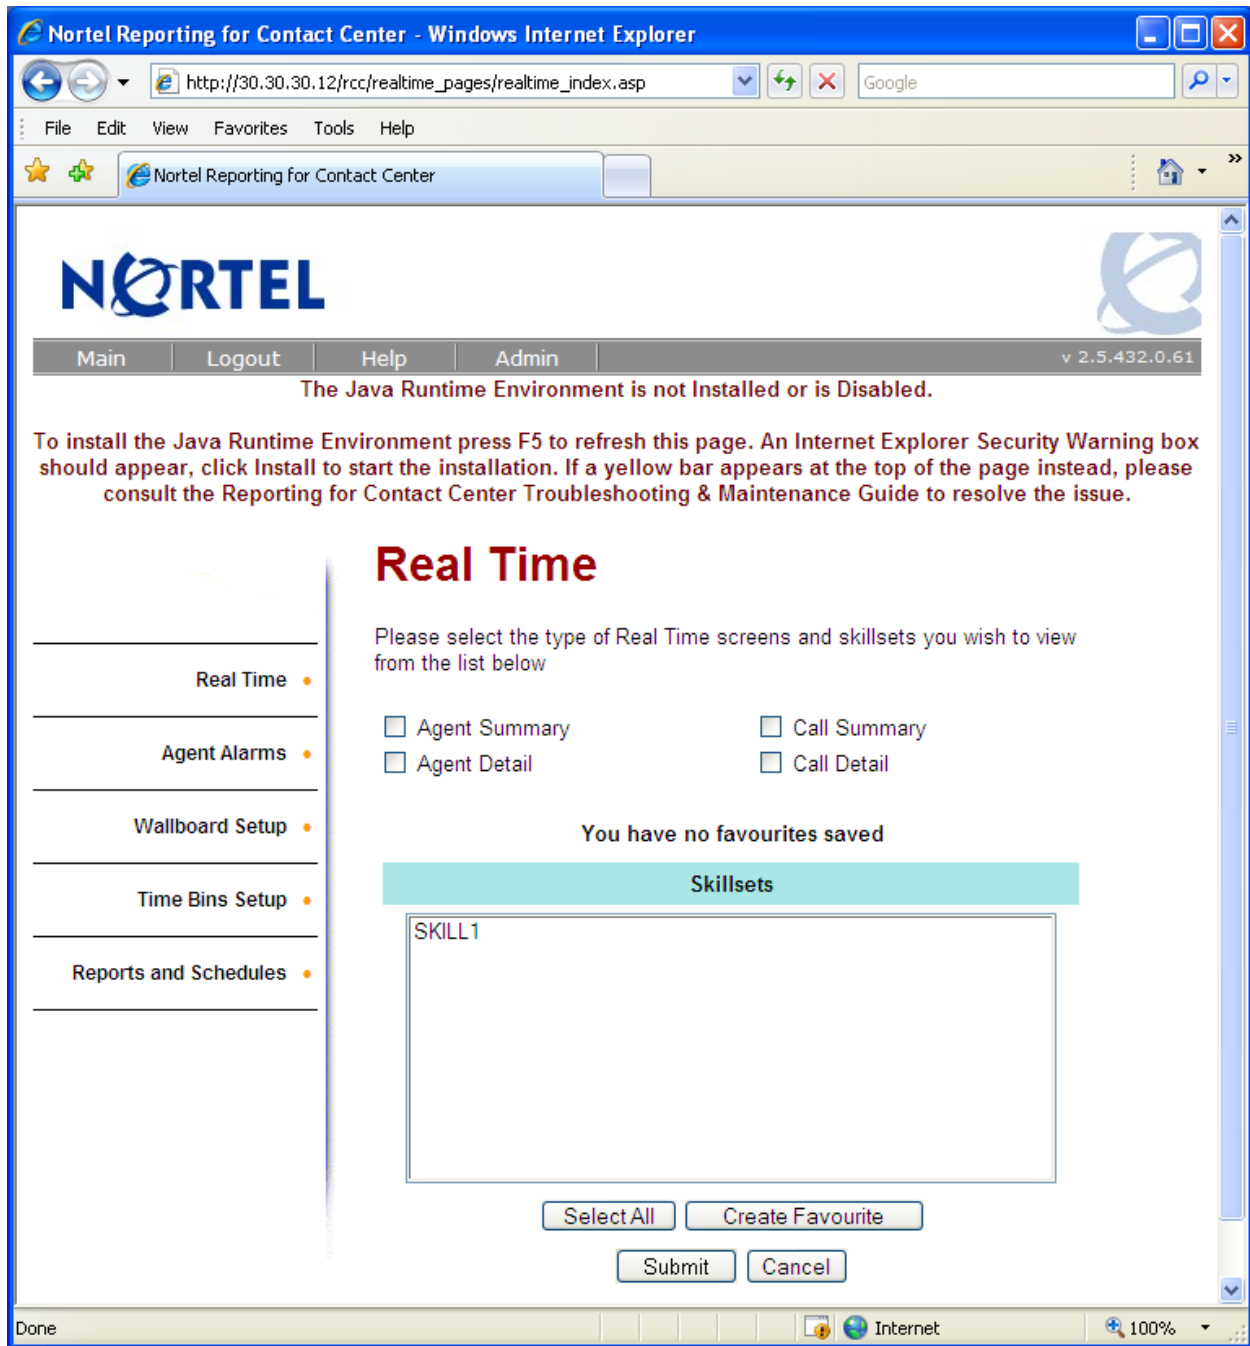 Nortel Reporting for Contact Center - Windows Internet Explorer
http://30.30.30.12/rcc/realtime_pages/realtime_index.asp
Google
File Edit View Favorites Tools Help
Nortel Reporting for Contact Center
»
NORTEL
Main Logout Help Admin v 2.5.432.0.61
The Java Runtime Environment is not Installed or is Disabled.
To install the Java Runtime Environment press F5 to refresh this page. An Internet Explorer Security Warning box
should appear, click Install to start the installation. If a yellow bar appears at the top of the page instead, please
consult the Reporting for Contact Center Troubleshooting & Maintenance Guide to resolve the issue.
Real Time
Agent Alarms
Wallboard Setup
Time Bins Setup
Reports and Schedules
Real Time
Please select the type of Real Time screens and skillsets you wish to view
from the list below
Agent Summary Call Summary
Agent Detail Call Detail
You have no favourites saved
Skillsets
SKILL1
Select All Create Favourite
Submit Cancel
Done Internet 100%